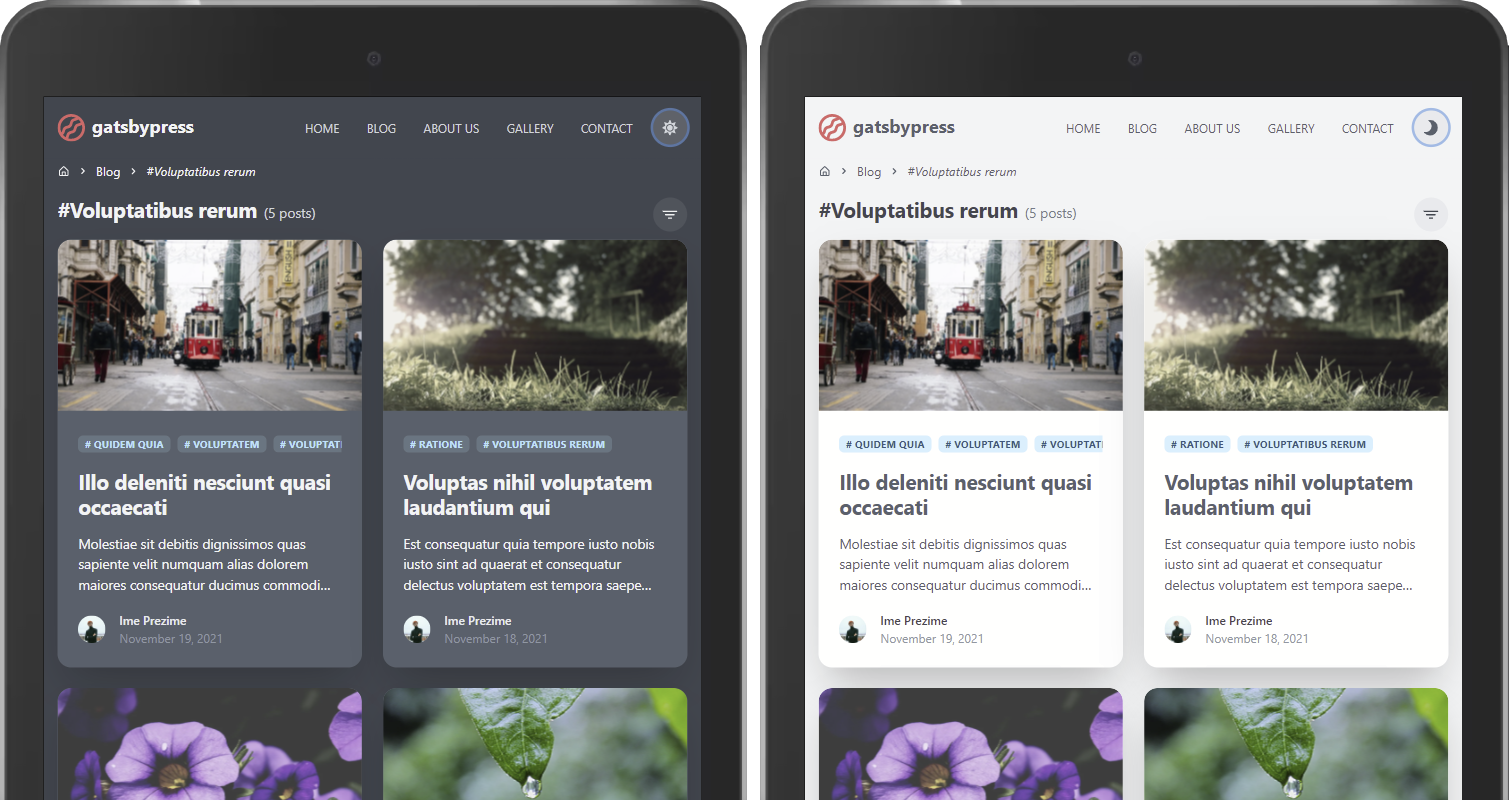 gatsbypress
HOME BLOG ABOUT US GALLERY CONTACT
Blog #Voluptatibus rerum
#Voluptatibus rerum (5 posts)
# QUIDEM QUIA # VOLUPTATEM # VOLUPTAT
Illo deleniti nesciunt quasi
occaecati
Molestiae sit debitis dignissimos quas
sapiente velit numquam alias dolorem
maiores consequatur ducimus commodi...
Ime Prezime
November 19, 2021
# RATIONE # VOLUPTATIBUS RERUM
Voluptas nihil voluptatem
laudantium qui
Est consequatur quia tempore iusto nobis
iusto sint ad quaerat et consequatur
delectus voluptatem est tempora saepe...
Ime Prezime
November 18, 2021
gatsbypress
HOME BLOG ABOUT US GALLERY CONTACT
Blog #Voluptatibus rerum
#Voluptatibus rerum (5 posts)
# QUIDEM QUIA # VOLUPTATEM # VOLUPTAT
Illo deleniti nesciunt quasi
occaecati
Molestiae sit debitis dignissimos quas
sapiente velit numquam alias dolorem
maiores consequatur ducimus commodi...
Ime Prezime
November 19, 2021
# RATIONE # VOLUPTATIBUS RERUM
Voluptas nihil voluptatem
laudantium qui
Est consequatur quia tempore iusto nobis
iusto sint ad quaerat et consequatur
delectus voluptatem est tempora saepe...
Ime Prezime
November 18, 2021